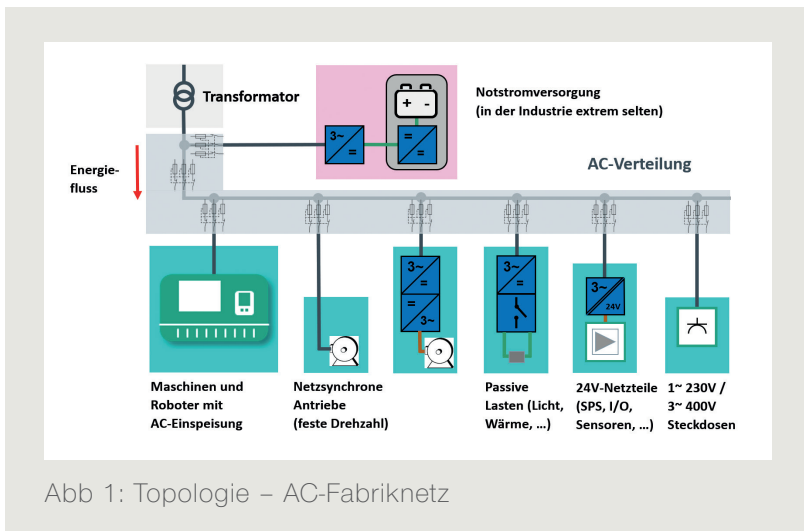 Transformator
Notstromversorgung
(in der Industrie extrem selten)
+ -
3~
=
=
=
Energie-
fluss
AC-Verteilung
3~
=
=
3~
3~
=
3~
24V
Maschinen und
Roboter mit
AC-Einspeisung
Netzsynchrone
Antriebe
(feste Drehzahl)
Passive
Lasten (Licht,
Wärme, ...)
24V-Netzteile
(SPS, I/O,
Sensoren, ...)
1~ 230V /
3~ 400V
Steckdosen
Abb 1: Topologie – AC-Fabriknetz